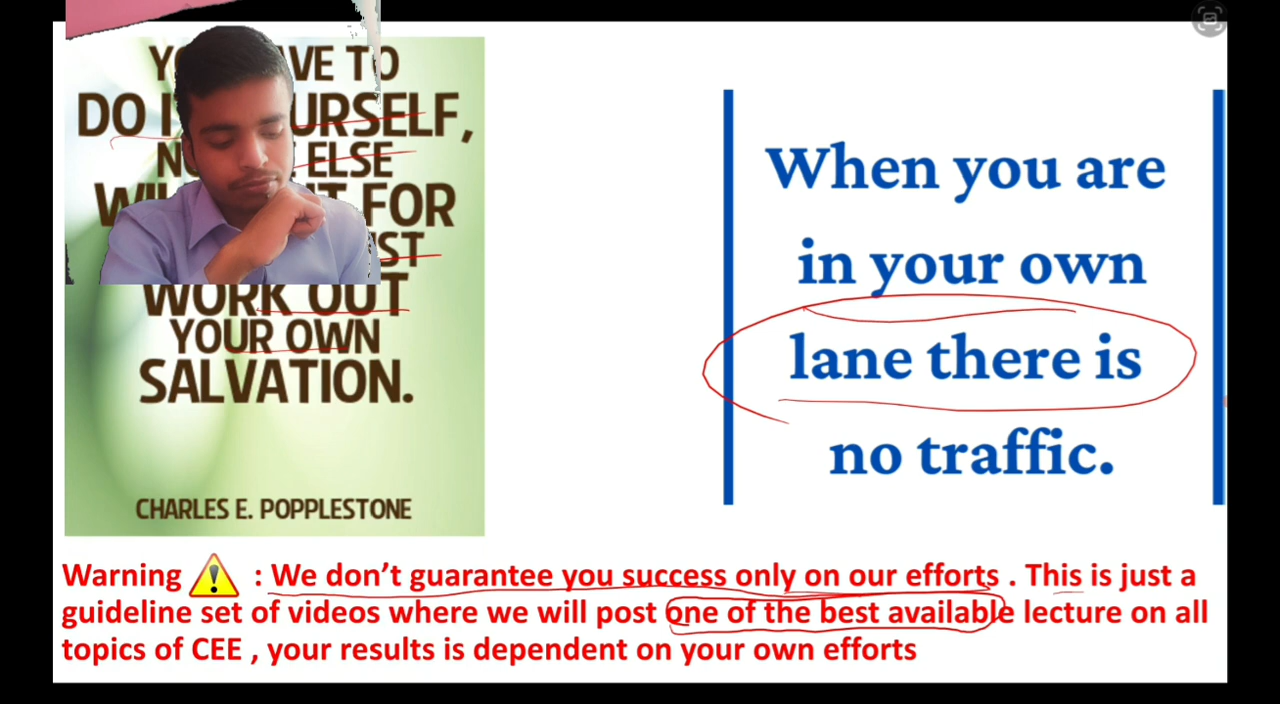 VE TO
DO URSELF,
ELSE
FOR
WORK OUT
YOUR OWN
SALVATION.
CHARLES E. POPPLESTONE
When you are
in your own
lane there is
no traffic.
Warning ⚠ : We don’t guarantee you success only on our efforts . This is just a
guideline set of videos where we will post one of the best available lecture on all
topics of CEE , your results is dependent on your own efforts